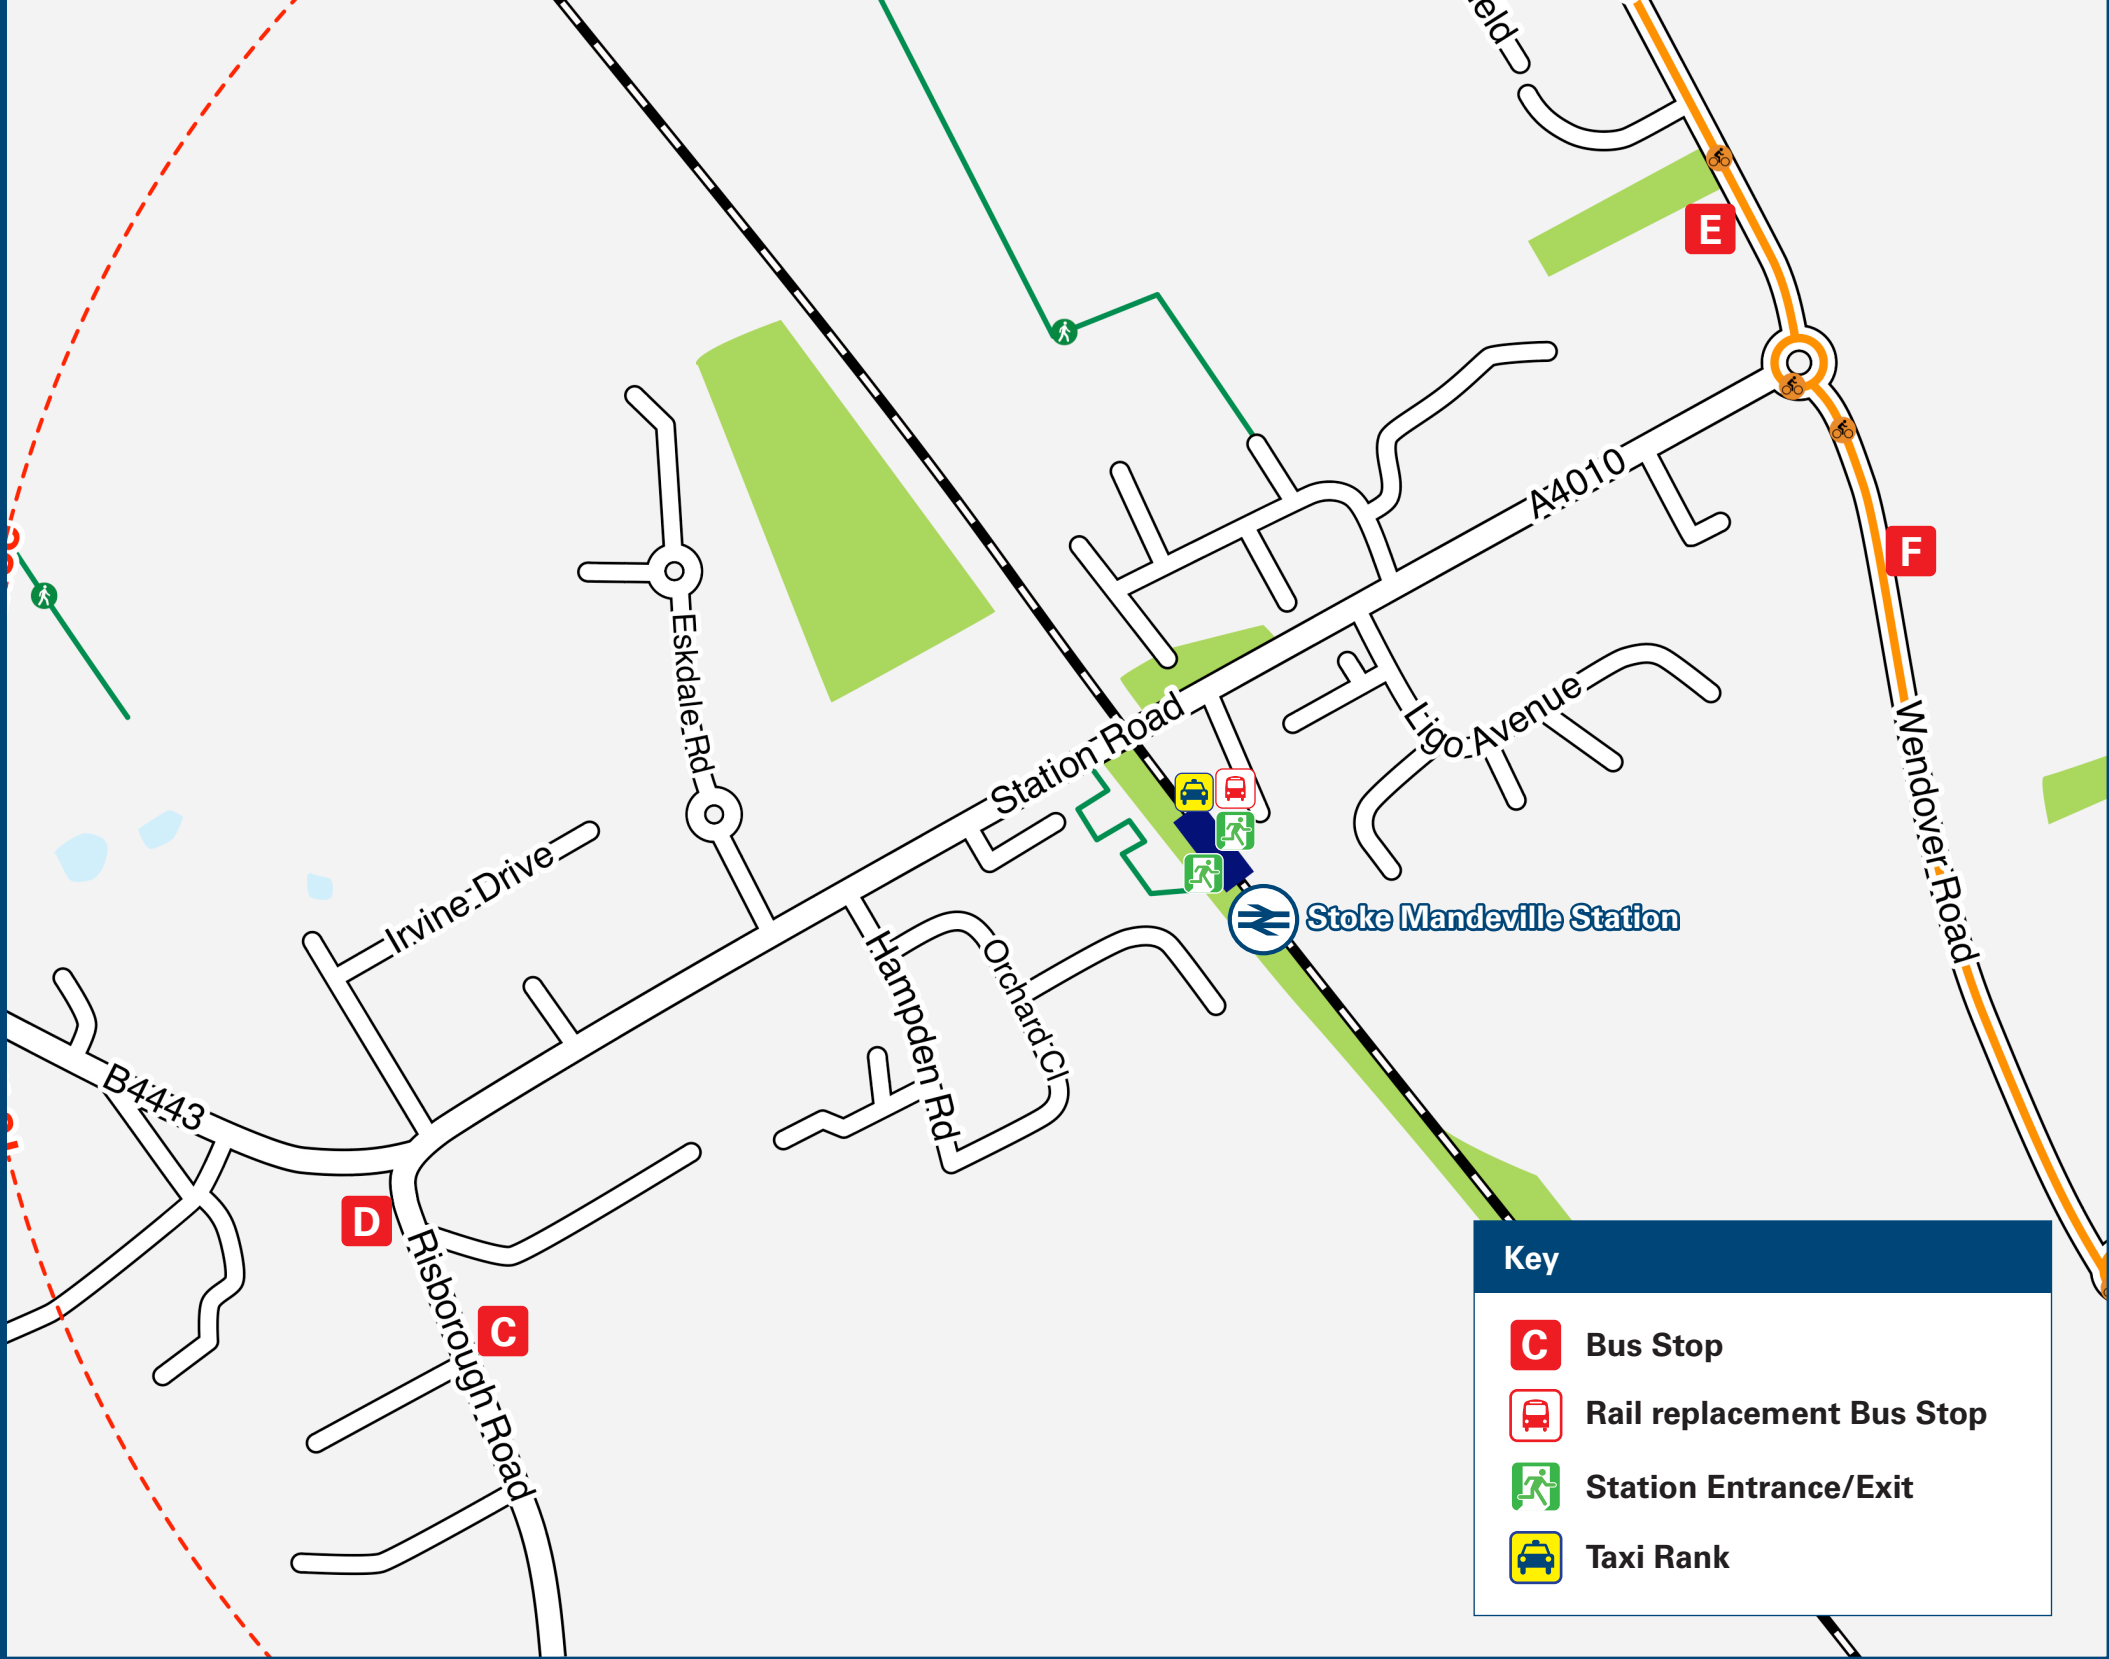 eld
E
A4010
F
Eskdale Rd
Station Road
Ligo Avenue
Wendover Road
Irvine Drive
Stoke Mandeville Station
Hampden Rd
Orchard Cl
B4443
D
C
Risborough Road
Key
C Bus Stop
Rail replacement Bus Stop
Station Entrance/Exit
Taxi Rank